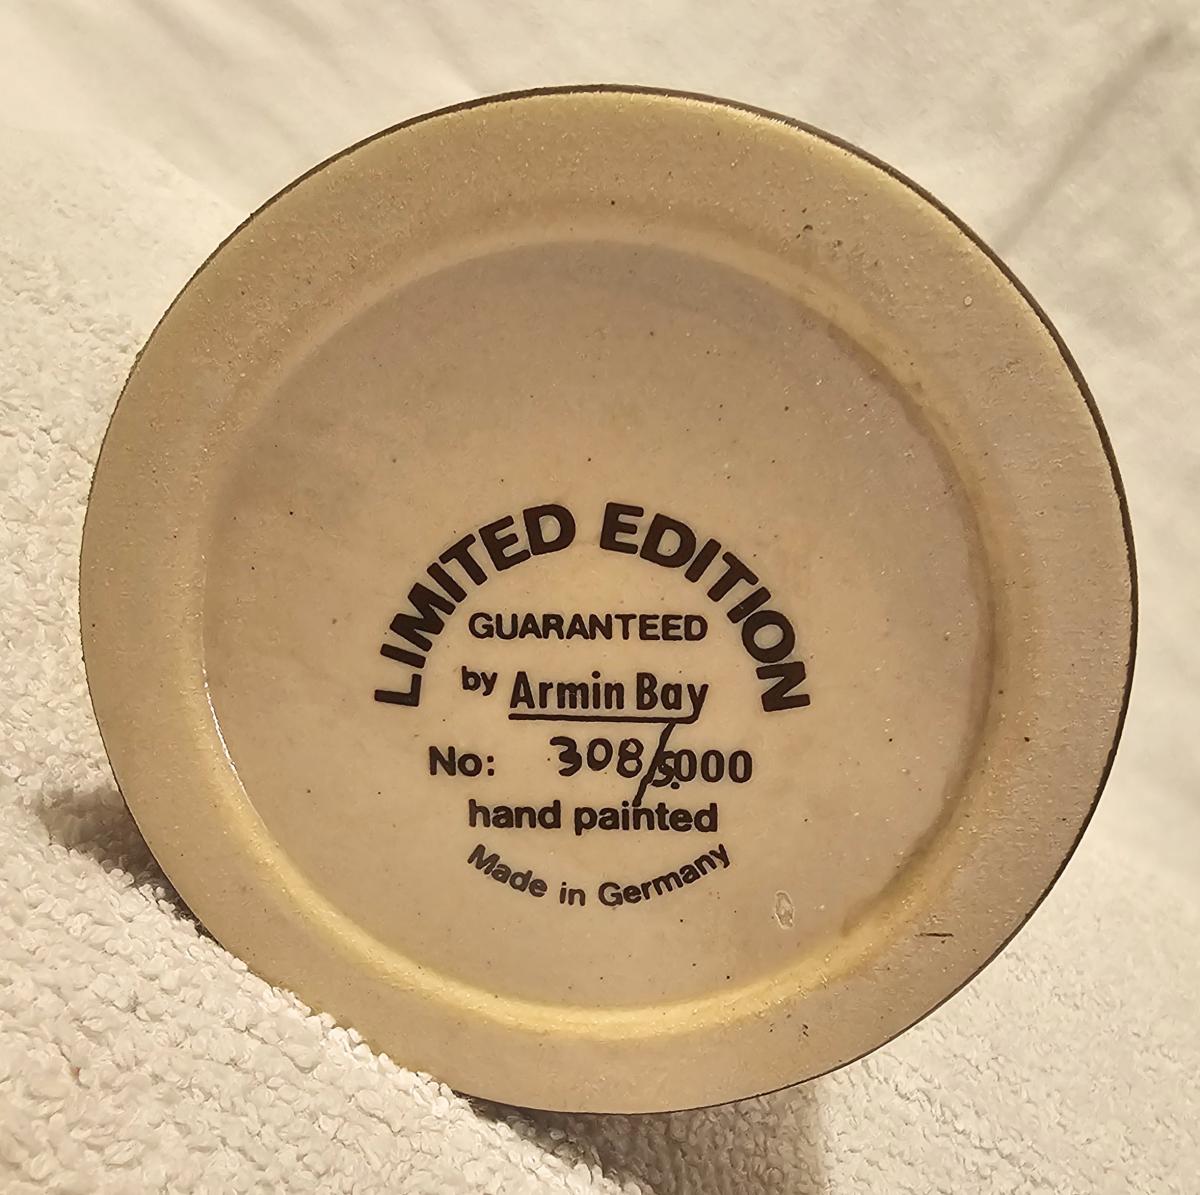 LIMITED EDITION
GUARANTEED
by Armin Bay
No: 308/5.000
hand painted
Made in Germany